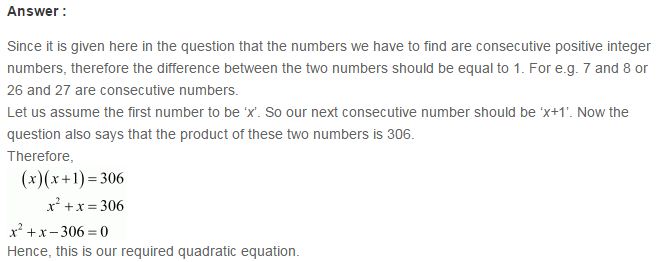 Answer :
Since it is given here in the question that the numbers we have to find are consecutive positive integer
numbers, therefore the difference between the two numbers should be equal to 1. For e.g. 7 and 8 or
26 and 27 are consecutive numbers.
Let us assume the first number to be ‘x’. So our next consecutive number should be ‘x+1’. Now the
question also says that the product of these two numbers is 306.
Therefore,
(x)(x+1)=306
x²+x=306
x²+x−306=0
Hence, this is our required quadratic equation.